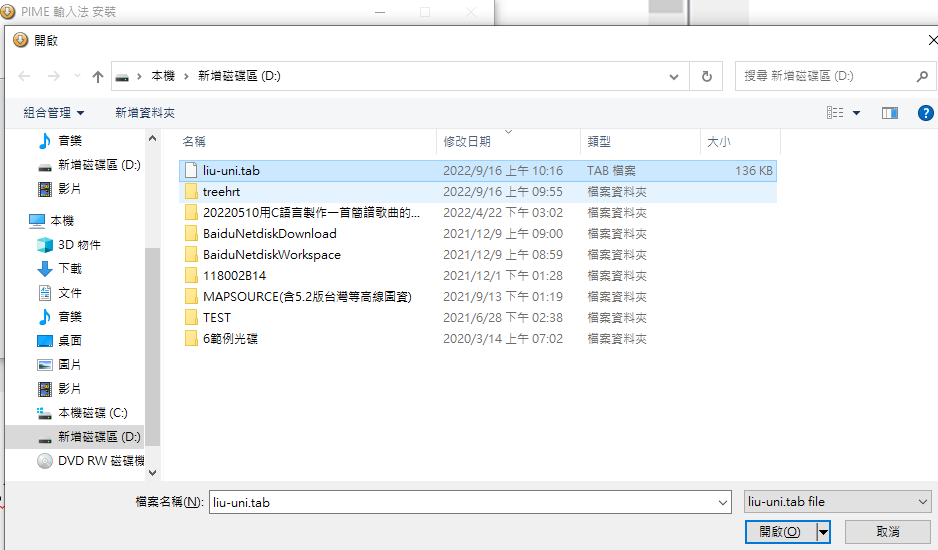 PIME 輸入法 安裝
開啟
本機 > 新增磁碟區 (D:)
搜尋 新增磁碟區 (D:)
組合管理 新增資料夾
名稱 修改日期 類型 大小
liu-uni.tab 2022/9/16 上午 10:16 TAB 檔案 136 KB
treehrt 2022/9/16 上午 09:55 檔案資料夾
20220510用C語言製作一首簡譜歌曲的... 2022/4/22 下午 03:02 檔案資料夾
BaiduNetdiskDownload 2021/12/9 上午 09:00 檔案資料夾
BaiduNetdiskWorkspace 2021/12/9 上午 08:59 檔案資料夾
118002B14 2021/12/1 下午 01:28 檔案資料夾
MAPSOURCE(含5.2版台灣等高線圖資) 2021/9/13 下午 01:19 檔案資料夾
TEST 2021/6/28 下午 02:38 檔案資料夾
6範例光碟 2020/3/14 上午 07:02 檔案資料夾
音樂
新增磁碟區 (D:)
影片
本機
3D 物件
下載
文件
音樂
桌面
圖片
影片
本機磁碟 (C:)
新增磁碟區 (D:)
DVD RW 磁碟機
檔案名稱(N): liu-uni.tab liu-uni.tab file
開啟(O) 取消